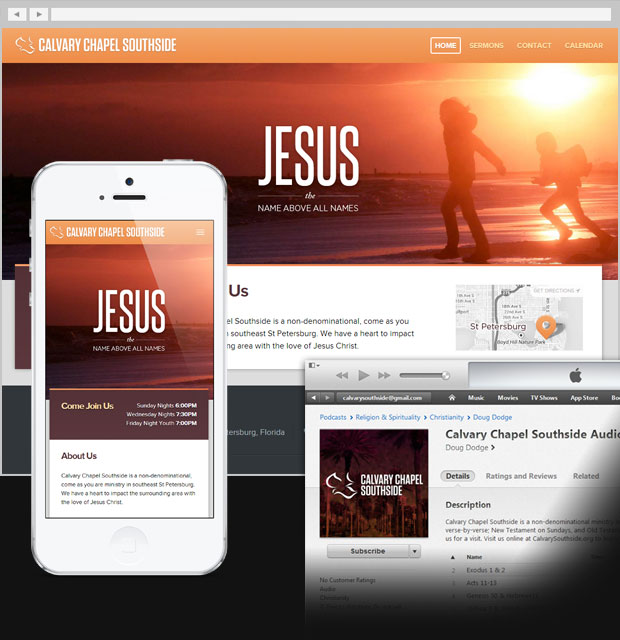 CALVARY CHAPEL SOUTHSIDE
HOME SERMONS CONTACT CALENDAR
JESUS
the
NAME ABOVE ALL NAMES
Us
pel Southside is a non-denominational, come as you
n southeast St Petersburg. We have a heart to impact
ng area with the love of Jesus Christ.
GET DIRECTIONS
18th Ave S
22nd Ave S
St Petersburg
Boyd Hill Nature Park
tersburg, Florida
CALVARY CHAPEL SOUTHSIDE
JESUS
the
NAME ABOVE ALL NAMES
Come Join Us
Sunday Nights 6:00PM
Wednesday Nights 7:30PM
Friday Night Youth 7:00PM
About Us
Calvary Chapel Southside is a non-denominational,
come as you are ministry in southeast St Petersburg.
We have a heart to impact the surrounding area with
the love of Jesus Christ.
calvarysouthside@gmail.com
Music Movies TV Shows App Store Boo
Podcasts > Religion & Spirituality > Christianity > Doug Dodge
CALVARY CHAPEL
SOUTHSIDE
Calvary Chapel Southside Audio
Doug Dodge >
Details Ratings and Reviews Related
Description
Calvary Chapel Southside is a non-denominational ministry
verse-by-verse; New Testament on Sundays, and Old
us for a visit. Visit us online at CalvarySouthside.org
Subscribe
Name
2 Exodus 1 & 2
3 Acts 11-13
4 Genesis
No Customer Ratings
Audio
Christianity